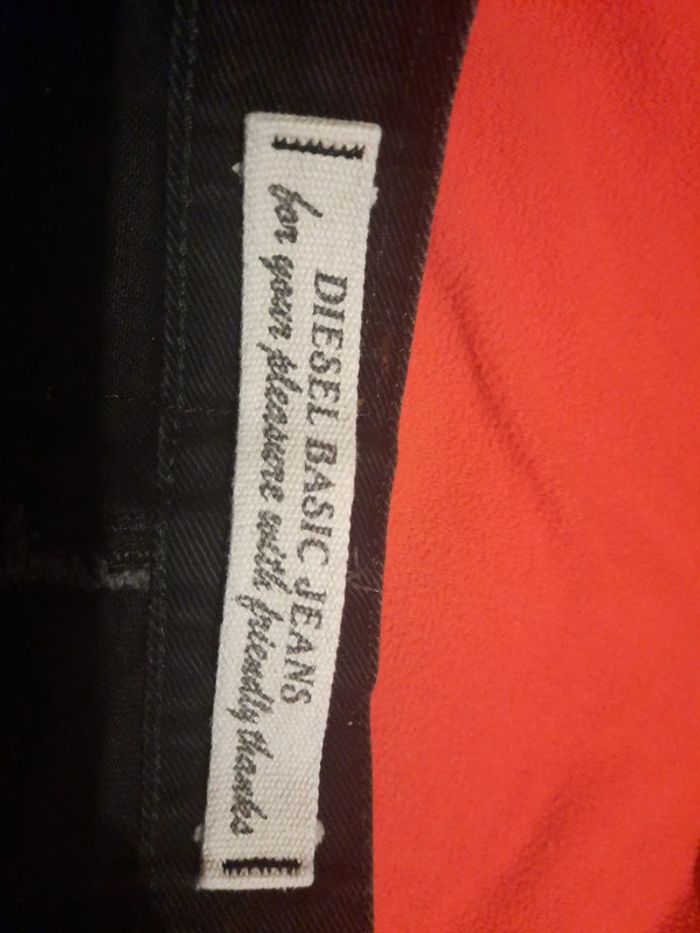 DIESEL BASIC JEANS
for your pleasure with friendly thanks